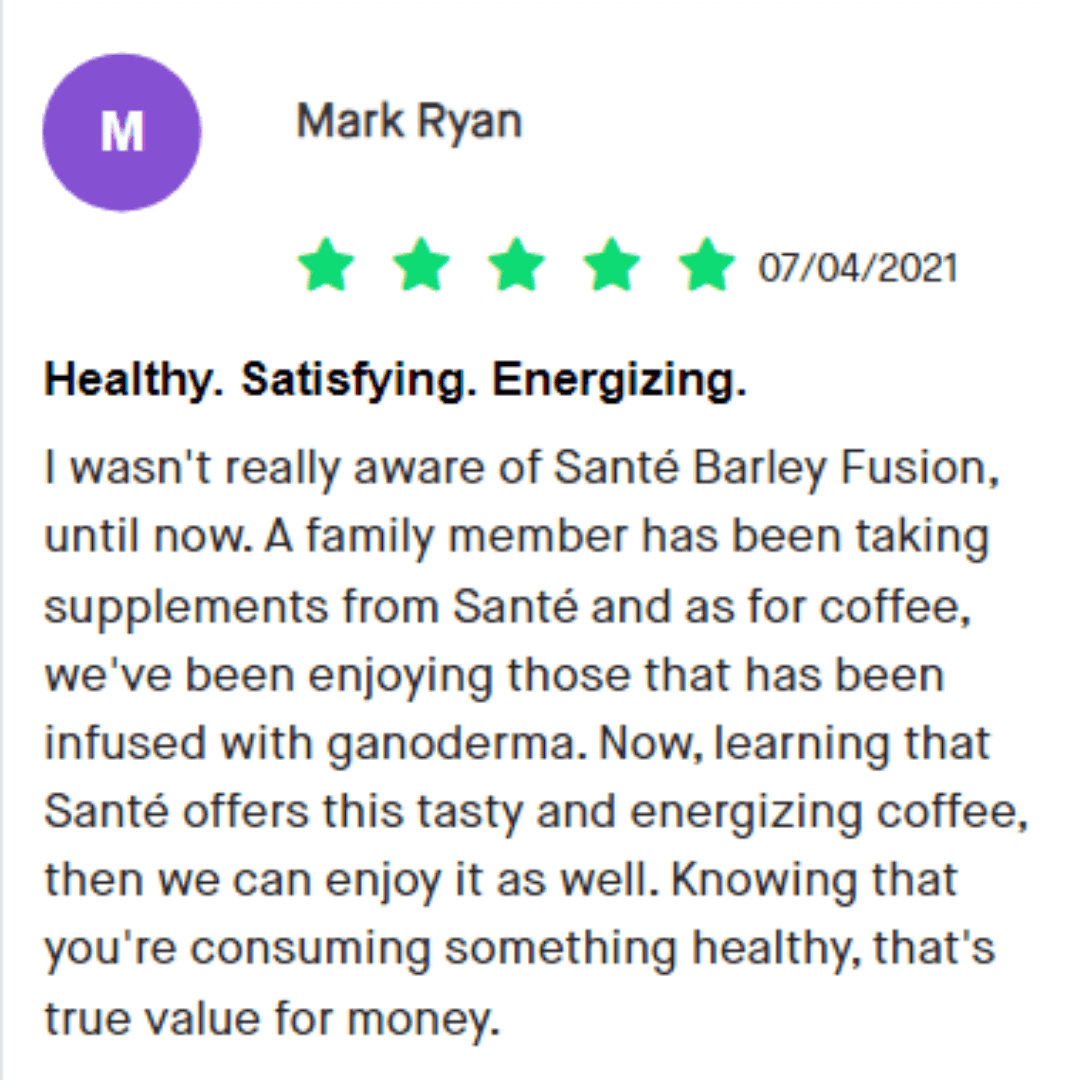 M
Mark Ryan
07/04/2021
Healthy. Satisfying. Energizing.
I wasn't really aware of Santé Barley Fusion,
until now. A family member has been taking
supplements from Santé and as for coffee,
we've been enjoying those that has been
infused with ganoderma. Now, learning that
Santé offers this tasty and energizing coffee,
then we can enjoy it as well. Knowing that
you're consuming something healthy, that's
true value for money.